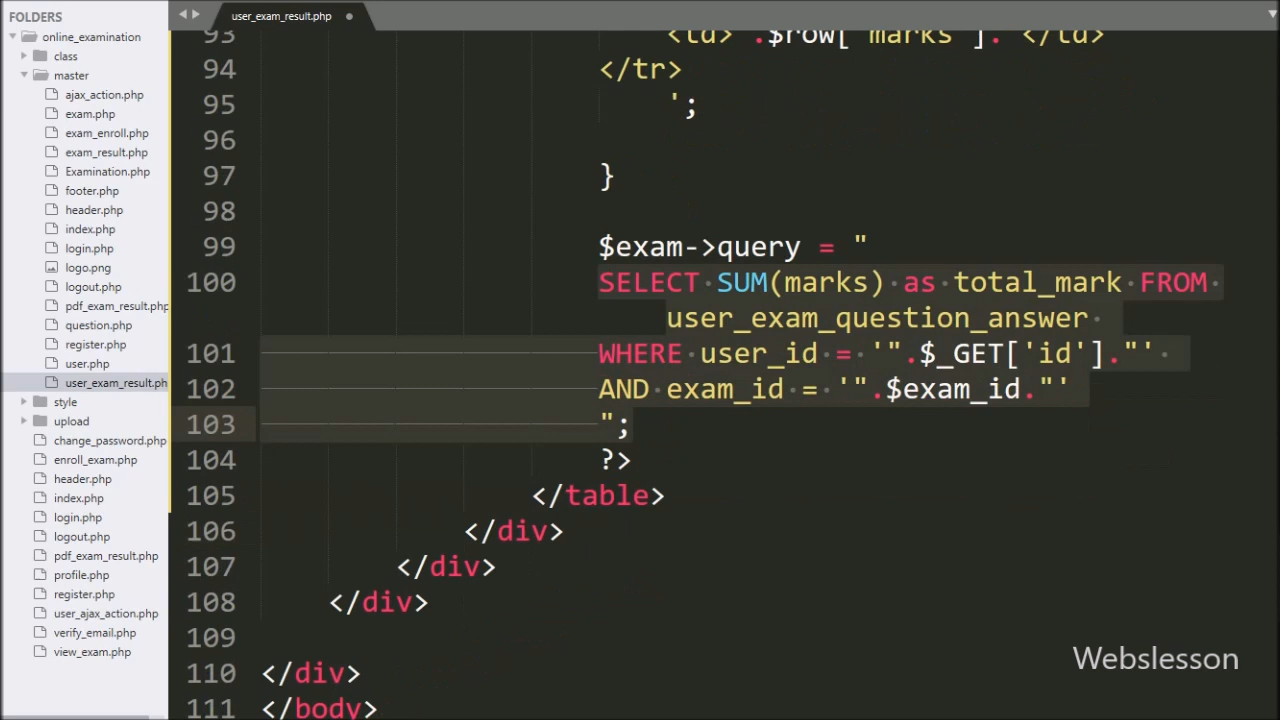 FOLDERS
online_examination
class
master
ajax_action.php
exam.php
exam_enroll.php
exam_result.php
Examination.php
footer.php
header.php
index.php
login.php
logo.png
logout.php
pdf_exam_result.php
question.php
register.php
user.php
user_exam_result.ph
style
upload
change_password.php
enroll_exam.php
header.php
index.php
login.php
logout.php
pdf_exam_result.php
profile.php
register.php
user_ajax_action.php
verify_email.php
view_exam.php
user_exam_result.php
93 <td>'.$row["marks"].'</td>
94 </tr>
95 ';
96
97 }
98
99 $exam->query = "
100 SELECT SUM(marks) as total_mark FROM
user_exam_question_answer
101 WHERE user_id = '".$_GET['id']."'
102 AND exam_id = '".$exam_id."'
103 ";
104 ?>
105 </table>
106 </div>
107 </div>
108 </div>
109
110 </div>
111 </body>
Webslesson